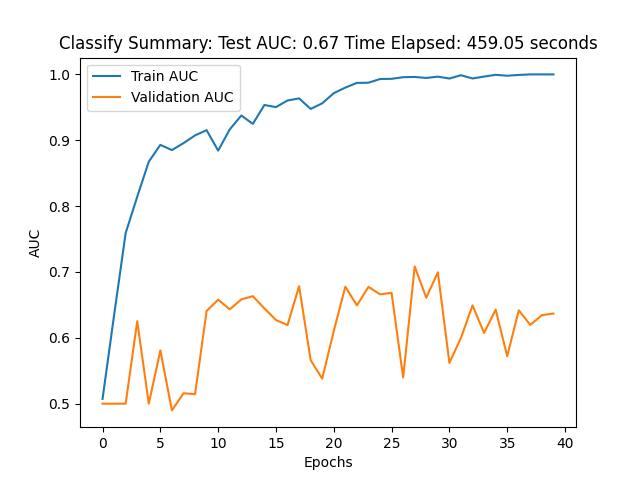 Classify Summary: Test AUC: 0.67 Time Elapsed: 459.05 seconds
Train AUC
Validation AUC
1.0
0.9
0.8
0.7
0.6
0.5
AUC
0 5 10 15 20 25 30 35 40
Epochs